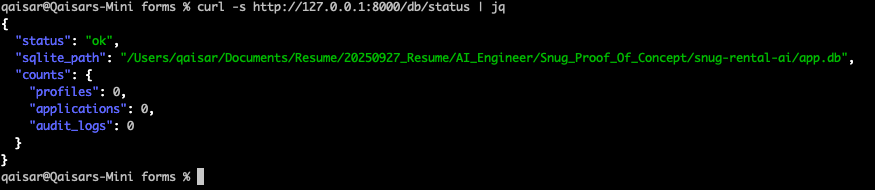 qaisar@Qaisars-Mini forms % curl -s http://127.0.0.1:8000/db/status | jq
{
  "status": "ok",
  "sqlite_path": "/Users/qaisar/Documents/Resume/20250927_Resume/AI_Engineer/Snug_Proof_Of_Concept/snug-rental-ai/app.db",
  "counts": {
    "profiles": 0,
    "applications": 0,
    "audit_logs": 0
  }
}
qaisar@Qaisars-Mini forms %